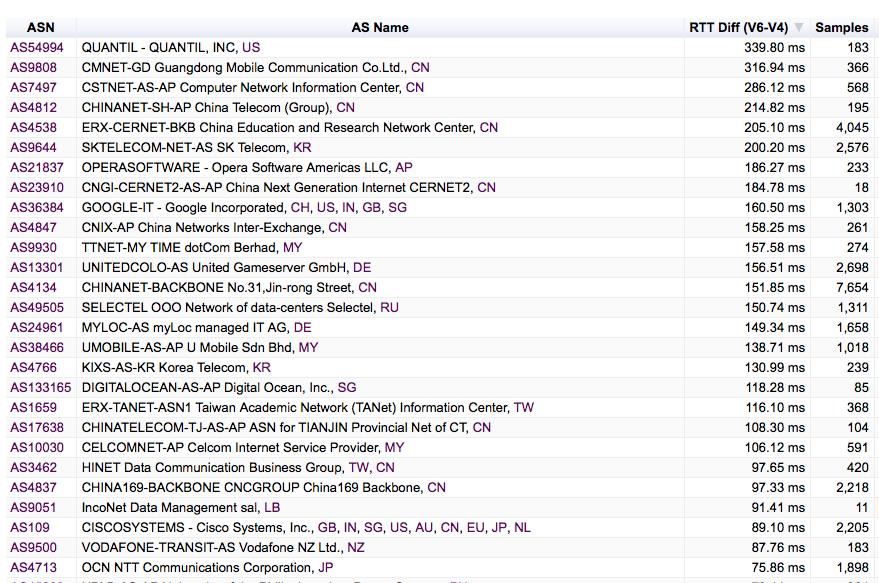 ASN AS Name RTT Diff (V6-V4) ▼ Samples
AS54994 QUANTIL - QUANTIL, INC, US 339.80 ms 183
AS9808 CMNET-GD Guangdong Mobile Communication Co.Ltd., CN 316.94 ms 366
AS7497 CSTNET-AS-AP Computer Network Information Center, CN 286.12 ms 568
AS4812 CHINANET-SH-AP China Telecom (Group), CN 214.82 ms 195
AS4538 ERX-CERNET-BKB China Education and Research Network Center, CN 205.10 ms 4,045
AS9644 SKTELECOM-NET-AS SK Telecom, KR 200.20 ms 2,576
AS21837 OPERASOFTWARE - Opera Software Americas LLC, AP 186.27 ms 233
AS23910 CNGI-CERNET2-AS-AP China Next Generation Internet CERNET2, CN 184.78 ms 18
AS36384 GOOGLE-IT - Google Incorporated, CH, US, IN, GB, SG 160.50 ms 1,303
AS4847 CNIX-AP China Networks Inter-Exchange, CN 158.25 ms 261
AS9930 TTNET-MY TIME dotCom Berhad, MY 157.58 ms 274
AS13301 UNITEDCOLO-AS United Gameserver GmbH, DE 156.51 ms 2,698
AS4134 CHINANET-BACKBONE No.31,Jin-rong Street, CN 151.85 ms 7,654
AS49505 SELECTEL OOO Network of data-centers Selectel, RU 150.74 ms 1,311
AS24961 MYLOC-AS myLoc managed IT AG, DE 149.34 ms 1,658
AS38466 UMOBILE-AS-AP U Mobile Sdn Bhd, MY 138.71 ms 1,018
AS4766 KIXS-AS-KR Korea Telecom, KR 130.99 ms 239
AS133165 DIGITALOCEAN-AS-AP Digital Ocean, Inc., SG 118.28 ms 85
AS1659 ERX-TANET-ASN1 Taiwan Academic Network (TANet) Information Center, TW 116.10 ms 368
AS17638 CHINATELECOM-TJ-AS-AP ASN for TIANJIN Provincial Net of CT, CN 108.30 ms 104
AS10030 CELCOMNET-AP Celcom Internet Service Provider, MY 106.12 ms 591
AS3462 HINET Data Communication Business Group, TW, CN 97.65 ms 420
AS4837 CHINA169-BACKBONE CNCGROUP China169 Backbone, CN 97.33 ms 2,218
AS9051 IncoNet Data Management sal, LB 91.41 ms 11
AS109 CISCOSYSTEMS - Cisco Systems, Inc., GB, IN, SG, US, AU, CN, EU, JP, NL 89.10 ms 2,205
AS9500 VODAFONE-TRANSIT-AS Vodafone NZ Ltd., NZ 87.76 ms 183
AS4713 OCN NTT Communications Corporation, JP 75.86 ms 1,898